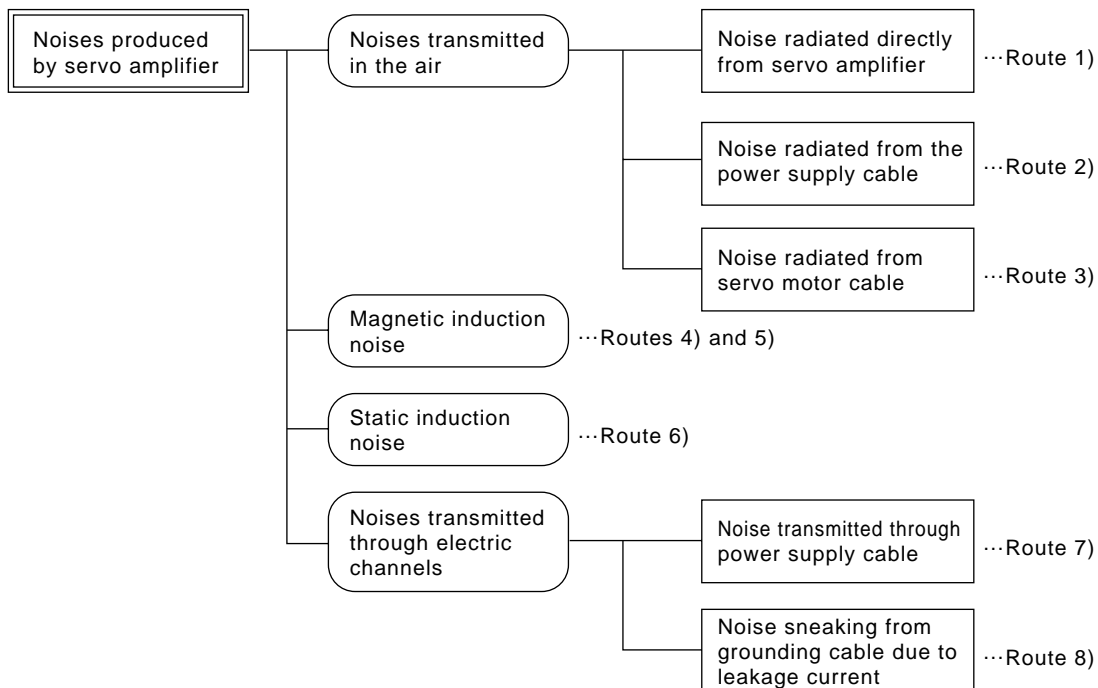 Noises produced
by servo amplifier
Noises transmitted
in the air
Noise radiated directly
from servo amplifier
···Route 1)
Noise radiated from the
power supply cable
···Route 2)
Noise radiated from
servo motor cable
···Route 3)
Magnetic induction
noise
···Routes 4) and 5)
Static induction
noise
···Route 6)
Noises transmitted
through electric
channels
Noise transmitted through
power supply cable
···Route 7)
Noise sneaking from
grounding cable due to
leakage current
···Route 8)